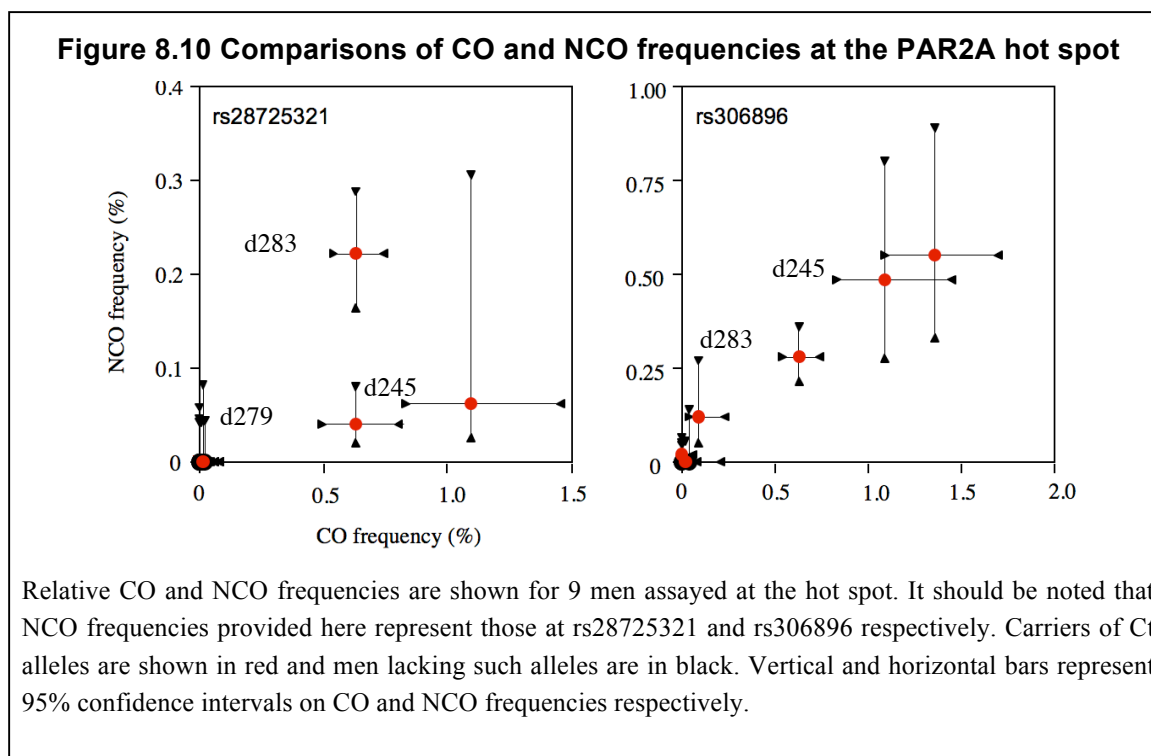 Figure 8.10 Comparisons of CO and NCO frequencies at the PAR2A hot spot
0.4
rs28725321
0.3
d283
0.2
NCO frequency (%)
0.1
d245
d279
0
0
0.5
1.0
1.5
CO frequency (%)
1.00
rs306896
0.75
d245
0.50
d283
0.25
0
0
0.5
1.0
1.5
2.0
Relative CO and NCO frequencies are shown for 9 men assayed at the hot spot. It should be noted that
NCO frequencies provided here represent those at rs28725321 and rs306896 respectively. Carriers of Ct
alleles are shown in red and men lacking such alleles are in black. Vertical and horizontal bars represent
95% confidence intervals on CO and NCO frequencies respectively.